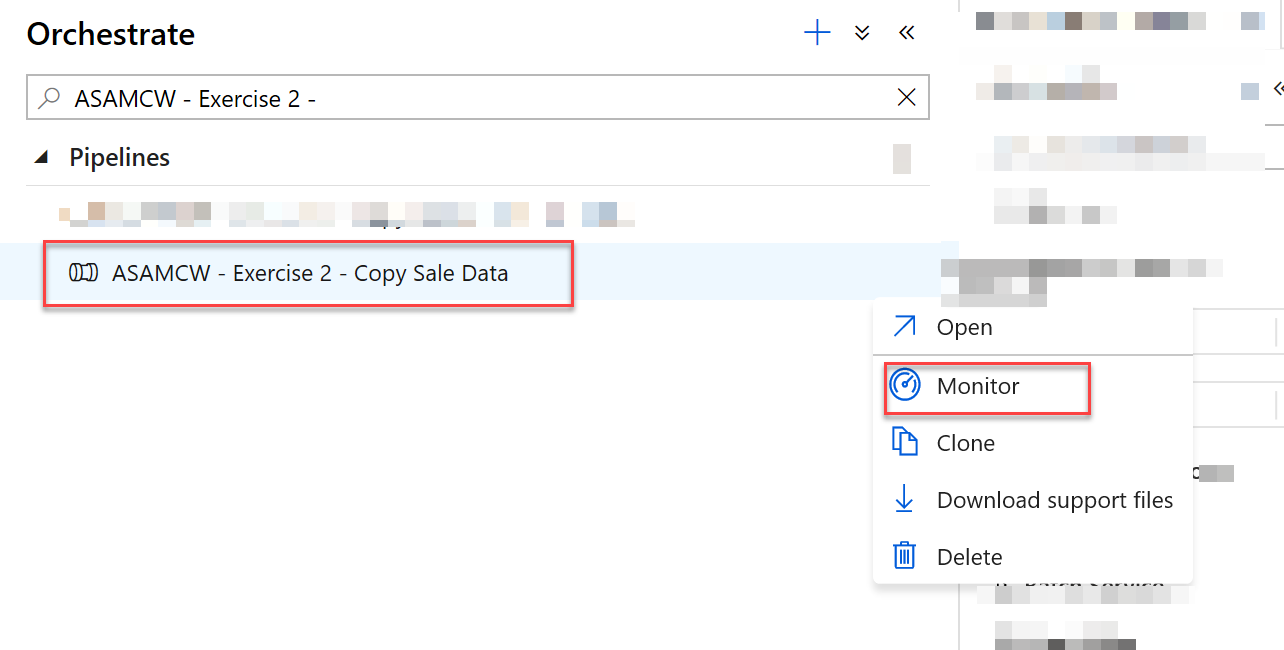 Orchestrate
ASAMCW - Exercise 2 -
Pipelines
ASAMCW - Exercise 2 - Copy Sale Data
Open
Monitor
Clone
Download support files
Delete